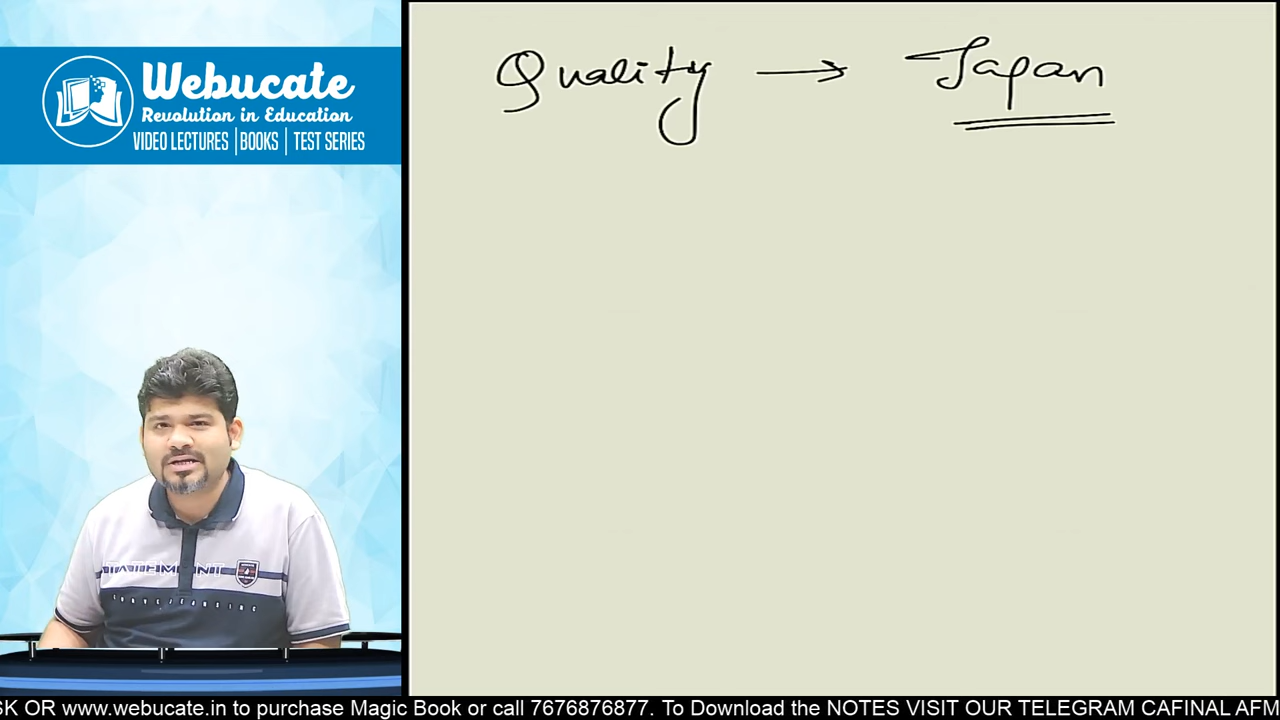 Webucate
Revolution in Education
VIDEO LECTURES | BOOKS | TEST SERIES
Quality → Japan
TATEMENT
SK OR www.webucate.in to purchase Magic Book or call 7676876877. To Download the NOTES VISIT OUR TELEGRAM CAFINAL AFM